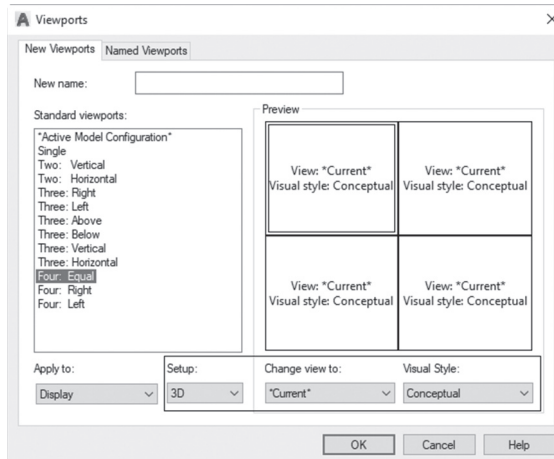 Viewports
New Viewports
Named Viewports
New name:
Standard viewports:
*Active Model Configuration*
Single
Two: Vertical
Two: Horizontal
Three: Right
Three: Left
Three: Above
Three: Below
Three: Vertical
Three: Horizontal
Four: Equal
Four: Right
Four: Left
Preview
View: *Current*
Visual style: Conceptual
View: *Current*
Visual style: Conceptual
View: *Current*
Visual style: Conceptual
View: *Current*
Visual style: Conceptual
Apply to:
Setup:
Change view to:
Visual Style:
Display
3D
*Current*
Conceptual
OK
Cancel
Help